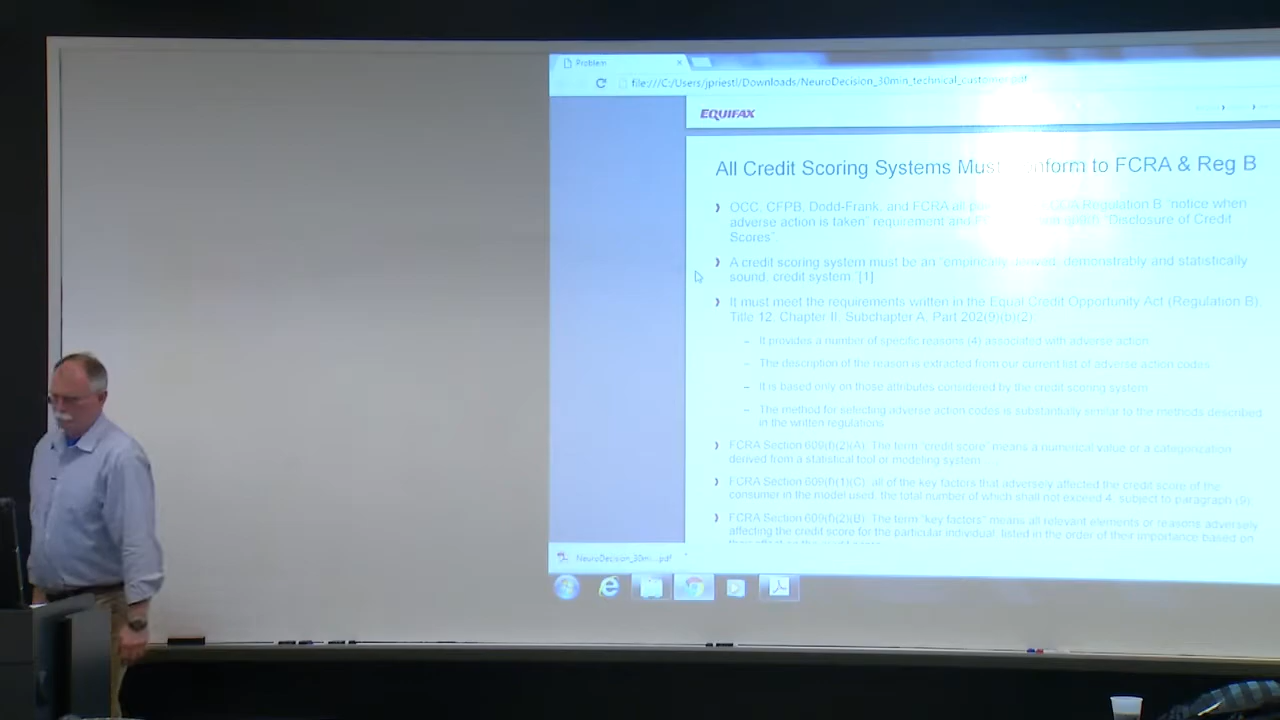 Problem
file:///C:/Users/jpriestl/Downloads/NeuroDecision_30min_technical_customer.pdf
EQUIFAX
All Credit Scoring Systems Must Conform to FCRA & Reg B
OCC, CFPB, Dodd-Frank, and FCRA all Regulation B "notice when
adverse action is taken" requirement and "Disclosure of Credit
Scores".
A credit scoring system must be an "empirically derived, demonstrably and statistically
sound, credit system."[1]
It must meet the requirements written in the Equal Credit Opportunity Act (Regulation B),
Title 12, Chapter II, Subchapter A, Part 202(9)(b)(2):
– It provides a number of specific reasons (4) associated with adverse action
– The description of the reason is extracted from our current list of adverse action codes
– It is based only on those attributes considered by the credit scoring system
– The method for selecting adverse action codes is substantially similar to the methods described
in the written regulations
FCRA Section 609(f)(2)(A): The term "credit score" means a numerical value or a categorization
derived from a statistical tool or modeling system
FCRA Section 609(f)(1)(C): all of the key factors that adversely affected the credit score of the
consumer in the model used, the total number of which shall not exceed 4, subject to paragraph (9);
FCRA Section 609(f)(2)(B): The term "key factors" means all relevant elements or reasons adversely
affecting the credit score for the particular individual, listed in the order of their importance based on
NeuroDecision_30m....pdf